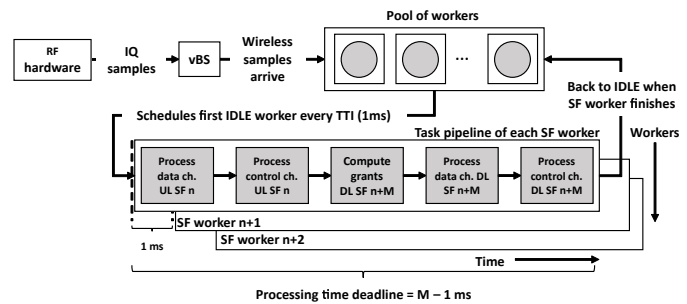 Pool of workers
RF
hardware
IQ
samples
vBS
Wireless
samples
arrive
...
Back to IDLE when
SF worker finishes
Schedules first IDLE worker every TTI (1ms)
Task pipeline of each SF worker
Workers
Process
data ch.
UL SF n
Process
control ch.
UL SF n
Compute
grants
DL SF n+M
Process
data ch. DL
SF n+M
Process
control ch.
DL SF n+M
SF worker n+1
1 ms
SF worker n+2
Time
Processing time deadline = M – 1 ms